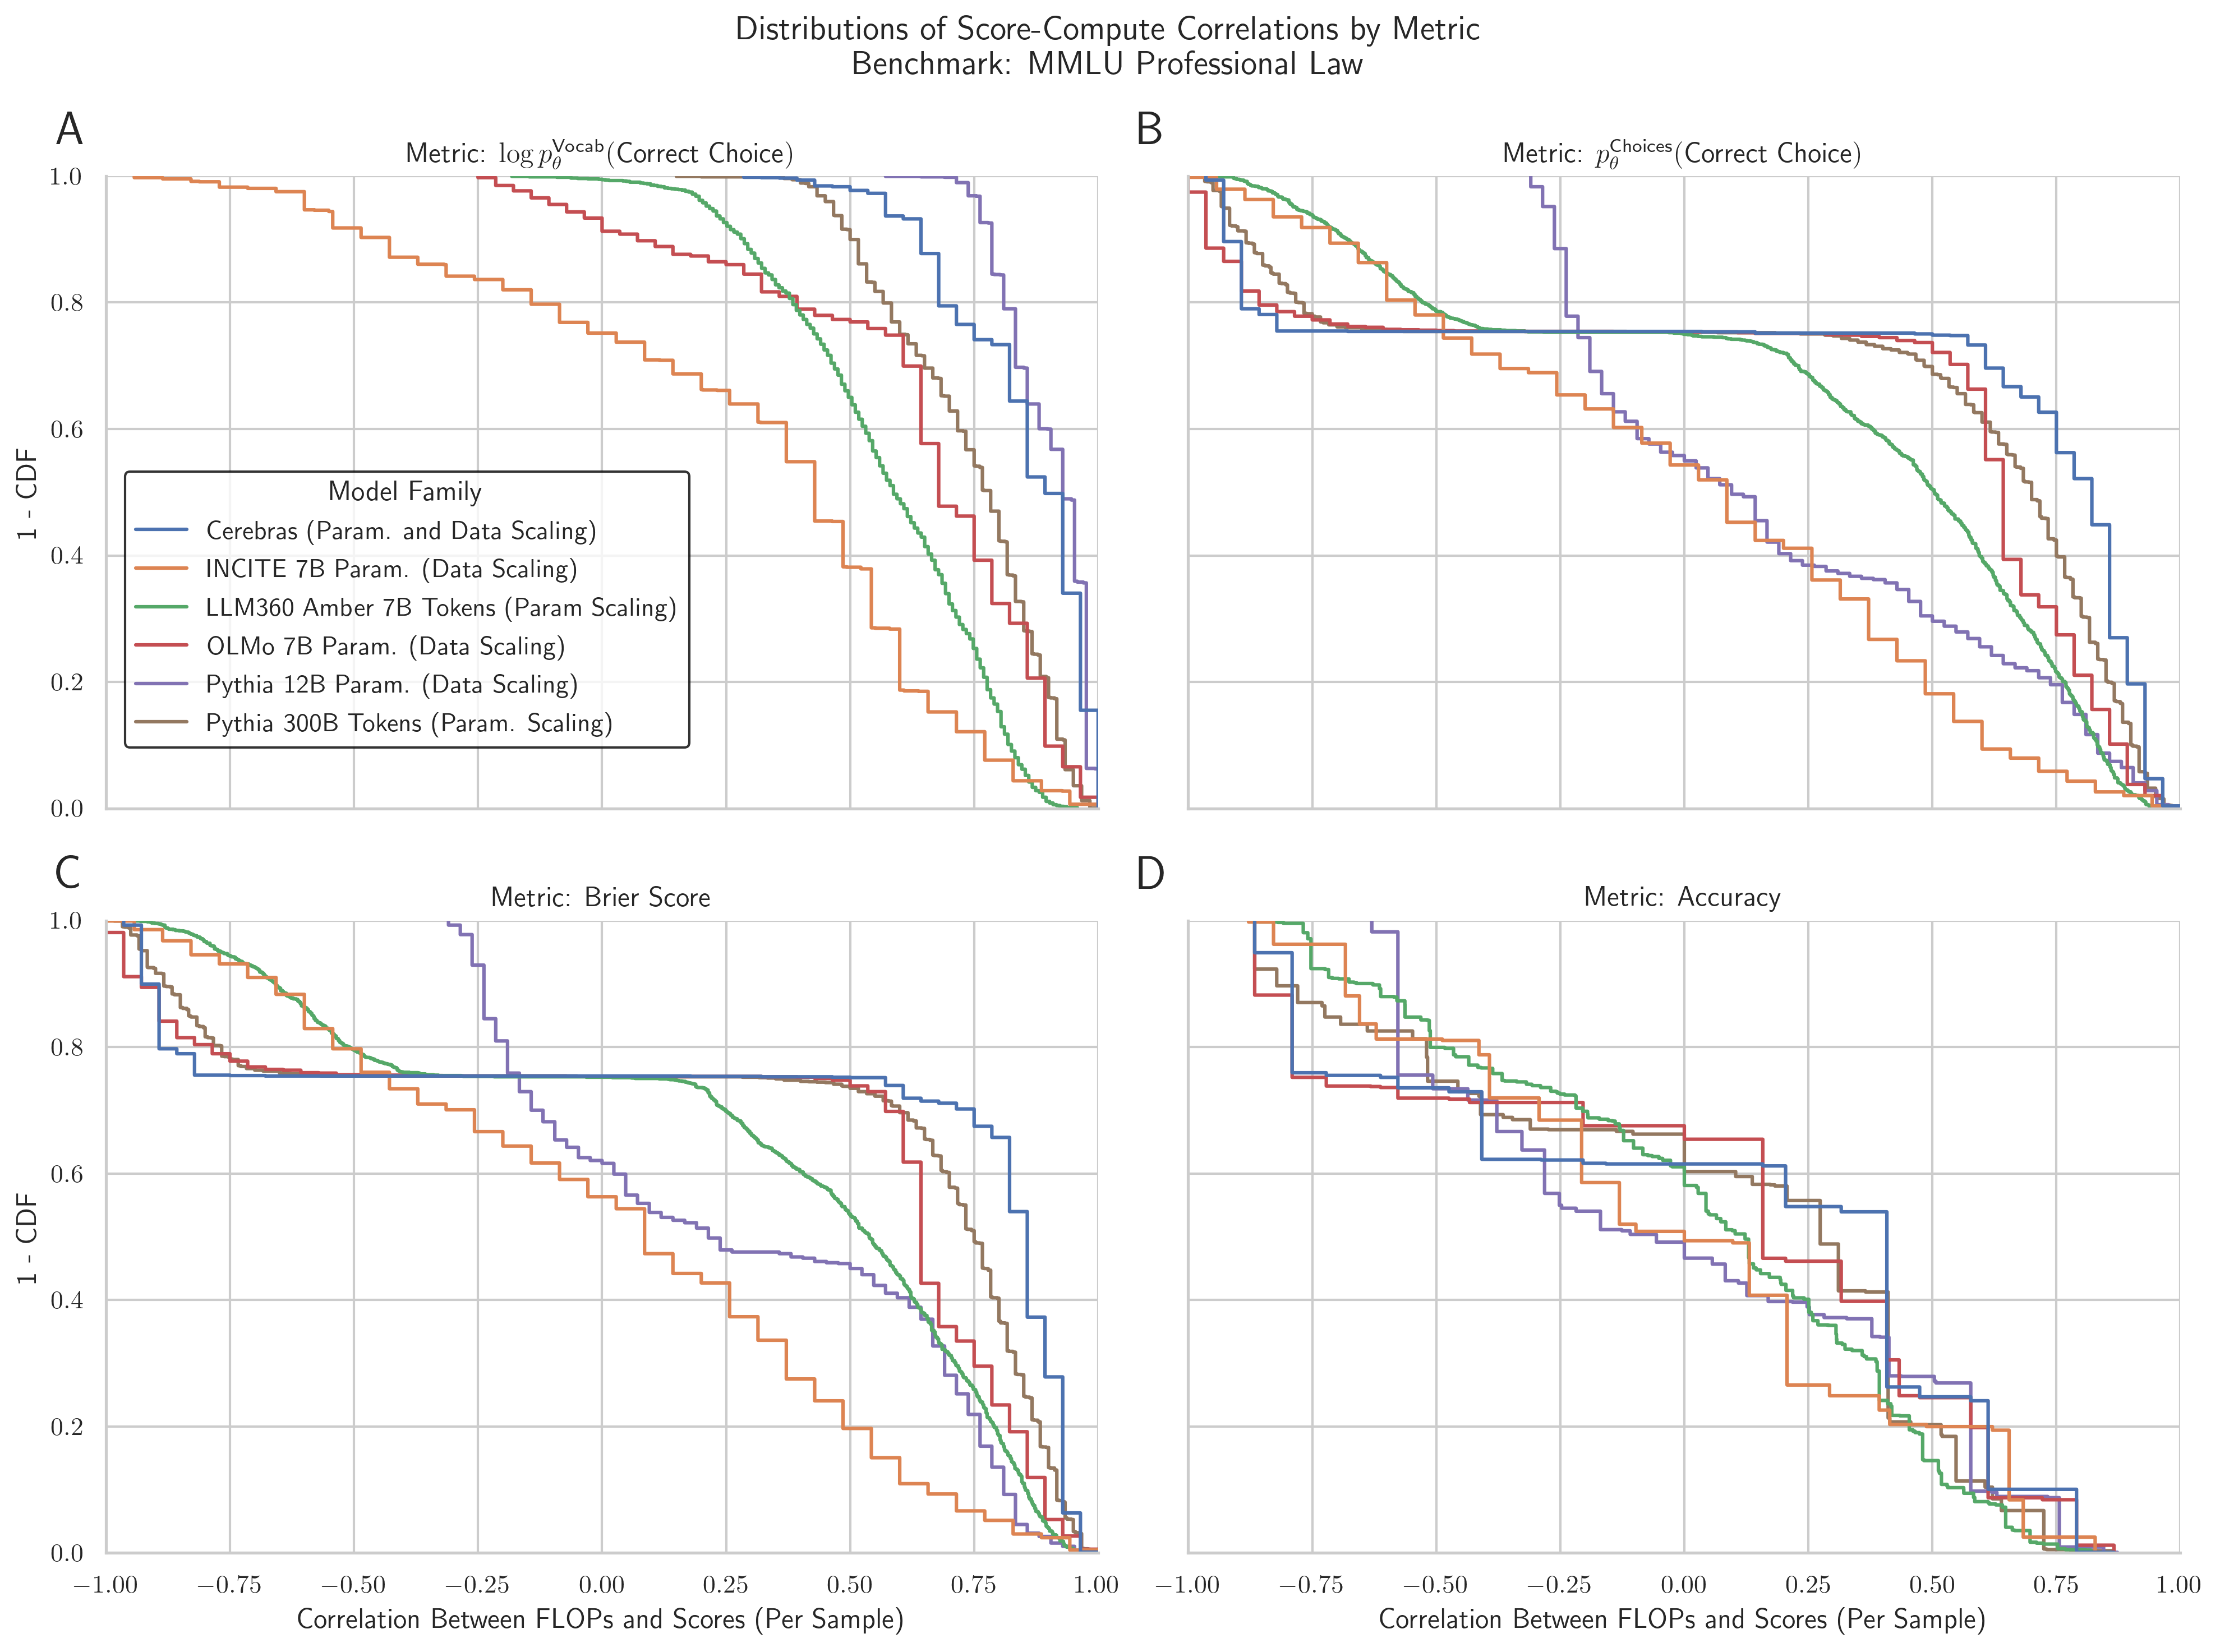 Distributions of Score-Compute Correlations by Metric
Benchmark: MMLU Professional Law
A
Metric: log p_θ^Vocab(Correct Choice)
1.0
0.8
0.6
0.4
0.2
0.0
1 - CDF
Model Family
Cerebras (Param. and Data Scaling)
INCITE 7B Param. (Data Scaling)
LLM360 Amber 7B Tokens (Param Scaling)
OLMo 7B Param. (Data Scaling)
Pythia 12B Param. (Data Scaling)
Pythia 300B Tokens (Param. Scaling)
B
Metric: p_θ^Choices(Correct Choice)
C
Metric: Brier Score
1.0
0.8
0.6
0.4
0.2
0.0
1 - CDF
−1.00 −0.75 −0.50 −0.25 0.00 0.25 0.50 0.75 1.00
Correlation Between FLOPs and Scores (Per Sample)
D
Metric: Accuracy
−1.00 −0.75 −0.50 −0.25 0.00 0.25 0.50 0.75 1.00
Correlation Between FLOPs and Scores (Per Sample)